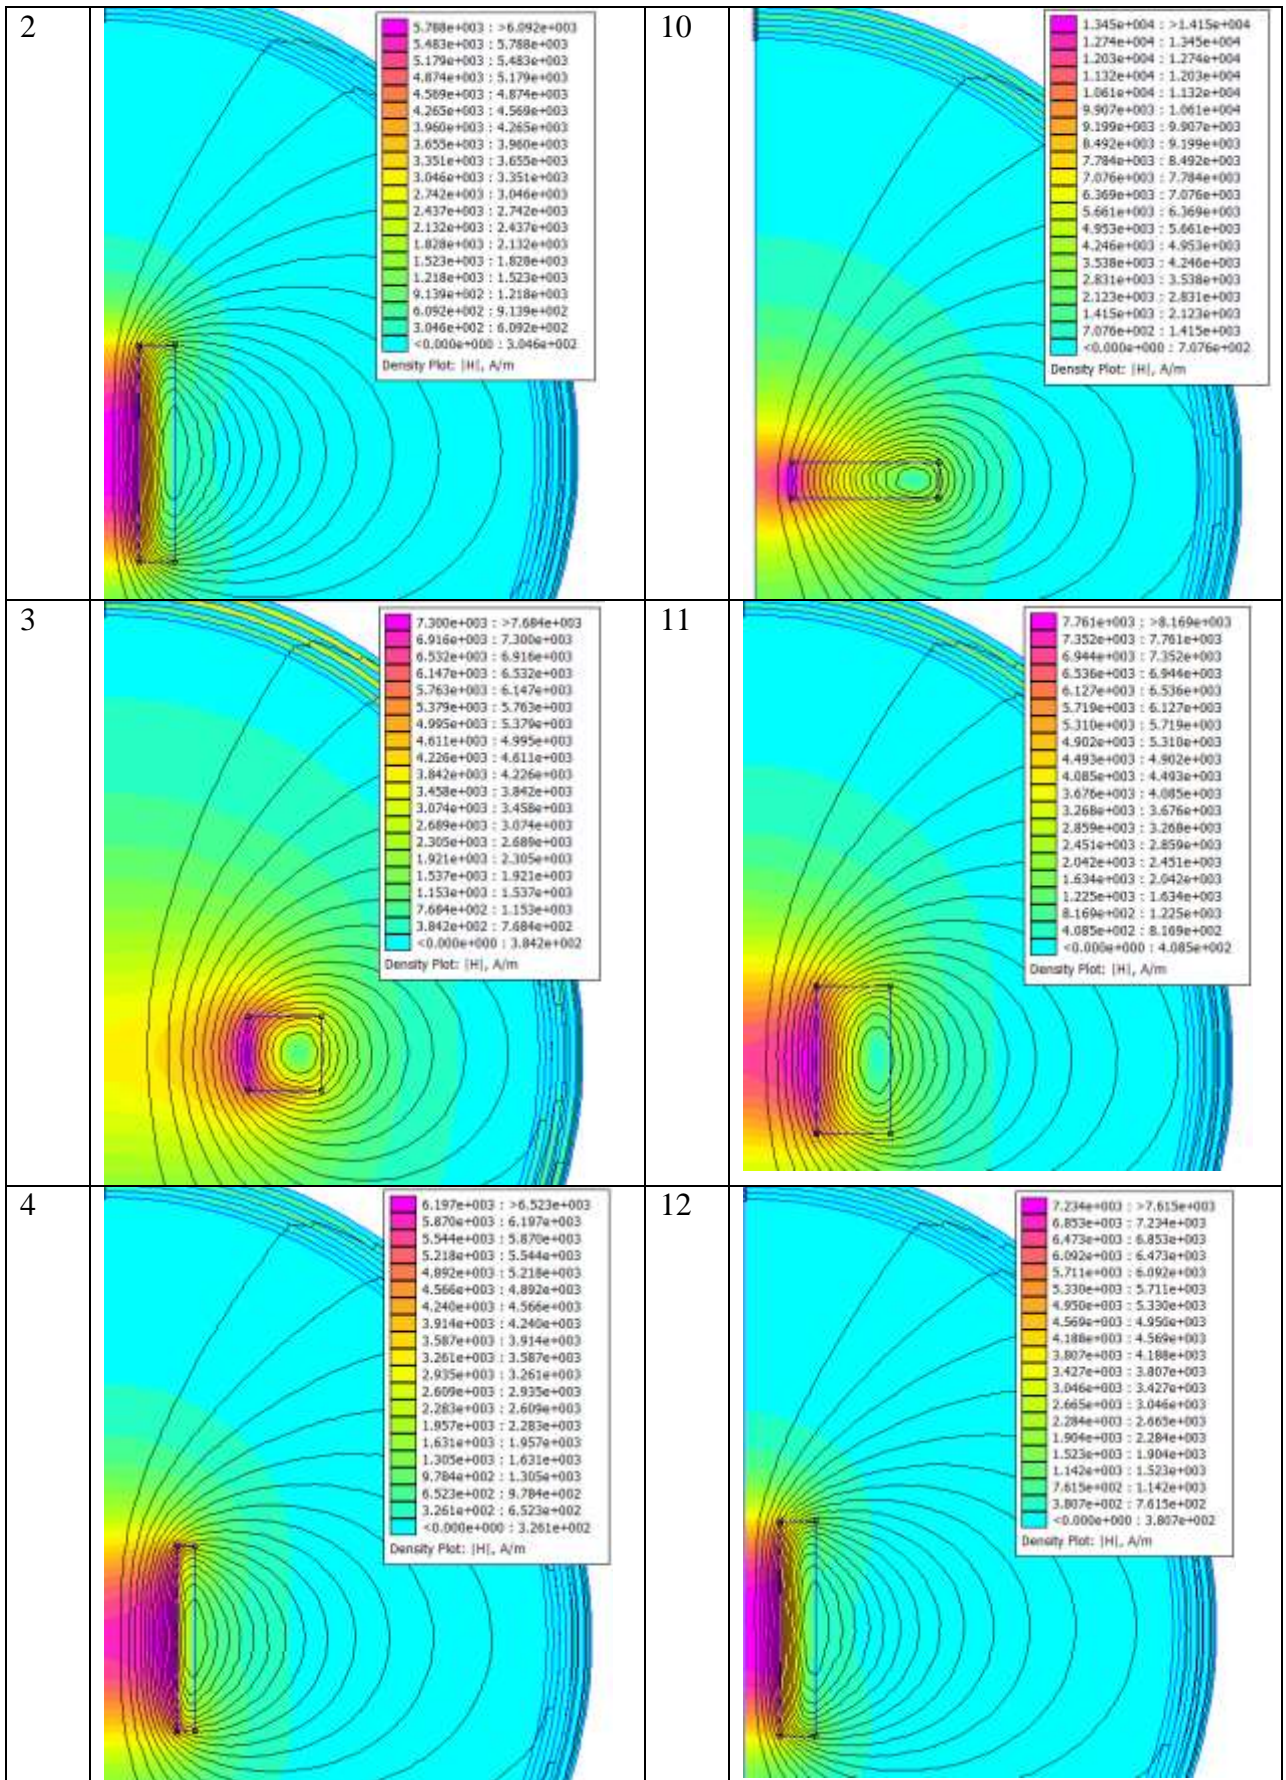 2
5.788e+003 : >6.092e+003
5.483e+003 : 5.788e+003
5.179e+003 : 5.483e+003
4.874e+003 : 5.179e+003
4.569e+003 : 4.874e+003
4.265e+003 : 4.569e+003
3.960e+003 : 4.265e+003
3.655e+003 : 3.960e+003
3.351e+003 : 3.655e+003
3.046e+003 : 3.351e+003
2.742e+003 : 3.046e+003
2.437e+003 : 2.742e+003
2.132e+003 : 2.437e+003
1.828e+003 : 2.132e+003
1.523e+003 : 1.828e+003
1.218e+003 : 1.523e+003
9.139e+002 : 1.218e+003
6.092e+002 : 9.139e+002
3.046e+002 : 6.092e+002
<0.000e+000 : 3.046e+002
Density Plot: |H|, A/m
10
1.345e+004 : >1.415e+004
1.274e+004 : 1.345e+004
1.203e+004 : 1.274e+004
1.132e+004 : 1.203e+004
1.061e+004 : 1.132e+004
9.907e+003 : 1.061e+004
9.199e+003 : 9.907e+003
8.492e+003 : 9.199e+003
7.784e+003 : 8.492e+003
7.076e+003 : 7.784e+003
6.369e+003 : 7.076e+003
5.661e+003 : 6.369e+003
4.953e+003 : 5.661e+003
4.246e+003 : 4.953e+003
3.538e+003 : 4.246e+003
2.831e+003 : 3.538e+003
2.123e+003 : 2.831e+003
1.415e+003 : 2.123e+003
7.076e+002 : 1.415e+003
<0.000e+000 : 7.076e+002
Density Plot: |H|, A/m
3
7.300e+003 : >7.684e+003
6.916e+003 : 7.300e+003
6.532e+003 : 6.916e+003
6.147e+003 : 6.532e+003
5.763e+003 : 6.147e+003
5.379e+003 : 5.763e+003
4.995e+003 : 5.379e+003
4.611e+003 : 4.995e+003
4.226e+003 : 4.611e+003
3.842e+003 : 4.226e+003
3.458e+003 : 3.842e+003
3.074e+003 : 3.458e+003
2.689e+003 : 3.074e+003
2.305e+003 : 2.689e+003
1.921e+003 : 2.305e+003
1.537e+003 : 1.921e+003
1.153e+003 : 1.537e+003
7.684e+002 : 1.153e+003
3.842e+002 : 7.684e+002
<0.000e+000 : 3.842e+002
Density Plot: |H|, A/m
11
7.761e+003 : >8.169e+003
7.352e+003 : 7.761e+003
6.944e+003 : 7.352e+003
6.536e+003 : 6.944e+003
6.127e+003 : 6.536e+003
5.719e+003 : 6.127e+003
5.310e+003 : 5.719e+003
4.902e+003 : 5.310e+003
4.493e+003 : 4.902e+003
4.085e+003 : 4.493e+003
3.676e+003 : 4.085e+003
3.268e+003 : 3.676e+003
2.859e+003 : 3.268e+003
2.451e+003 : 2.859e+003
2.042e+003 : 2.451e+003
1.634e+003 : 2.042e+003
1.225e+003 : 1.634e+003
8.169e+002 : 1.225e+003
4.085e+002 : 8.169e+002
<0.000e+000 : 4.085e+002
Density Plot: |H|, A/m
4
6.197e+003 : >6.523e+003
5.870e+003 : 6.197e+003
5.544e+003 : 5.870e+003
5.218e+003 : 5.544e+003
4.892e+003 : 5.218e+003
4.566e+003 : 4.892e+003
4.240e+003 : 4.566e+003
3.914e+003 : 4.240e+003
3.587e+003 : 3.914e+003
3.261e+003 : 3.587e+003
2.935e+003 : 3.261e+003
2.609e+003 : 2.935e+003
2.283e+003 : 2.609e+003
1.957e+003 : 2.283e+003
1.631e+003 : 1.957e+003
1.305e+003 : 1.631e+003
9.784e+002 : 1.305e+003
6.523e+002 : 9.784e+002
3.261e+002 : 6.523e+002
<0.000e+000 : 3.261e+002
Density Plot: |H|, A/m
12
7.234e+003 : >7.615e+003
6.853e+003 : 7.234e+003
6.473e+003 : 6.853e+003
6.092e+003 : 6.473e+003
5.711e+003 : 6.092e+003
5.330e+003 : 5.711e+003
4.950e+003 : 5.330e+003
4.569e+003 : 4.950e+003
4.188e+003 : 4.569e+003
3.807e+003 : 4.188e+003
3.427e+003 : 3.807e+003
3.046e+003 : 3.427e+003
2.665e+003 : 3.046e+003
2.284e+003 : 2.665e+003
1.904e+003 : 2.284e+003
1.523e+003 : 1.904e+003
1.142e+003 : 1.523e+003
7.615e+002 : 1.142e+003
3.807e+002 : 7.615e+002
<0.000e+000 : 3.807e+002
Density Plot: |H|, A/m